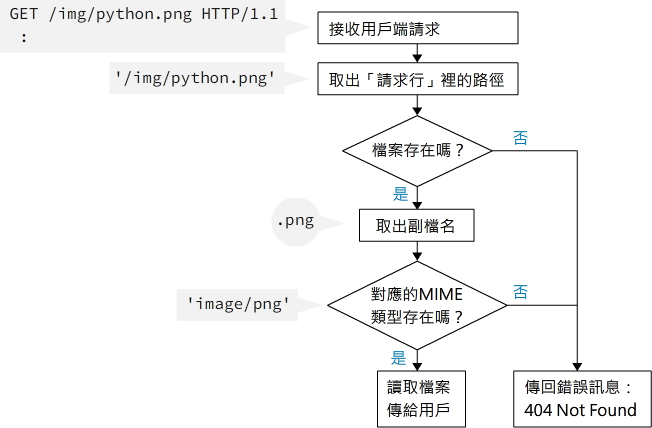 GET /img/python.png HTTP/1.1
:
接收用戶端請求
'/img/python.png'
取出「請求行」裡的路徑
檔案存在嗎？
否
是
.png
取出副檔名
'image/png'
對應的MIME
類型存在嗎？
否
是
讀取檔案
傳給用戶
傳回錯誤訊息：
404 Not Found